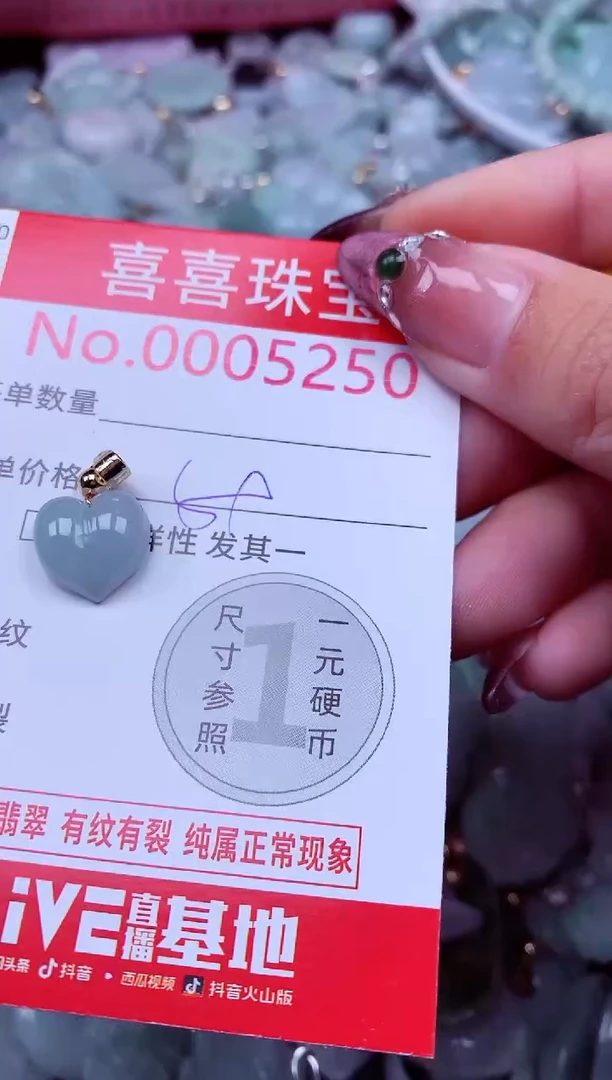 喜喜珠宝
No.0005250
单数量
单价格
样性 发其一
纹
裂
尺寸参照
一元硬币
1
翡翠 有纹有裂 纯属正常现象
LIVE直播基地
头条 抖音 • 西瓜视频 抖音火山版